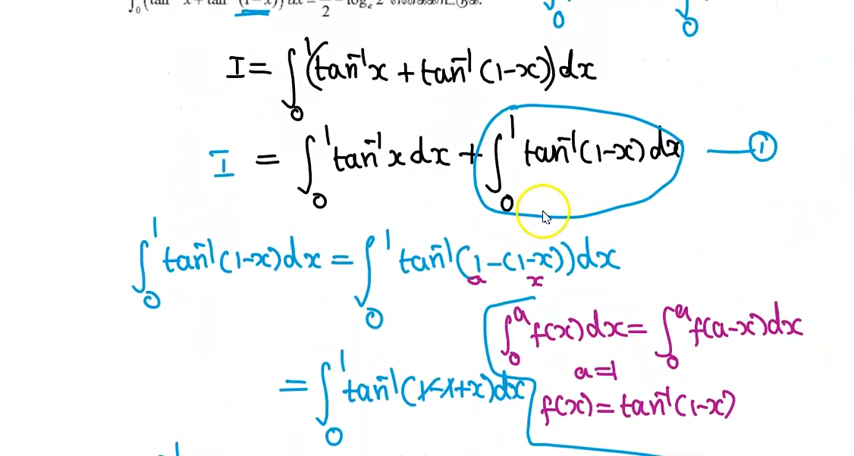 I = ∫₀¹ (tan⁻¹x + tan⁻¹(1-x)) dx
I = ∫₀¹ tan⁻¹x dx + ∫₀¹ tan⁻¹(1-x) dx — ①
∫₀¹ tan⁻¹(1-x) dx = ∫₀¹ tan⁻¹(1-(1-x)) dx
a x
∫₀ᵃ f(x) dx = ∫₀ᵃ f(a-x) dx
a=1
= ∫₀¹ tan⁻¹(1-1+x) dx
f(x) = tan⁻¹(1-x)